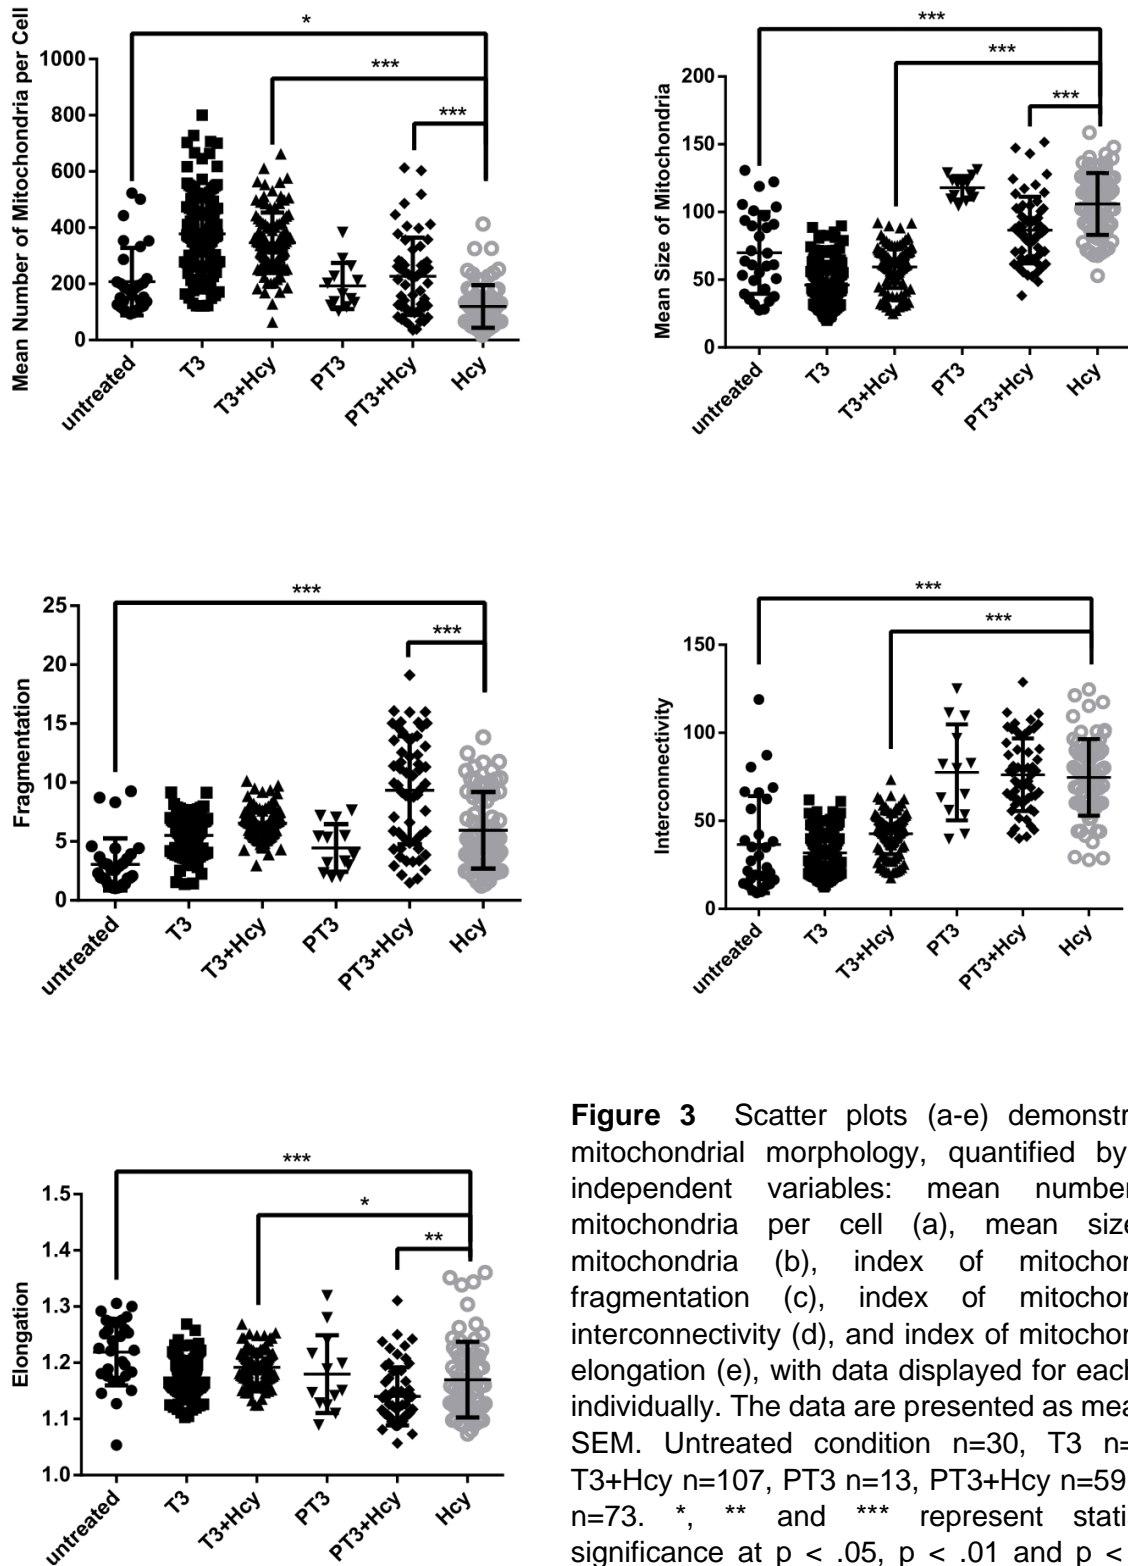 Mean Number of Mitochondria per Cell
1000
800
600
400
200
0
*
***
***
untreated
T3
T3+Hcy
PT3
PT3+Hcy
Hcy
Mean Size of Mitochondria
200
150
100
50
0
***
***
***
untreated
T3
T3+Hcy
PT3
PT3+Hcy
Hcy
Fragmentation
25
20
15
10
5
0
***
***
untreated
T3
T3+Hcy
PT3
PT3+Hcy
Hcy
Interconnectivity
150
100
50
0
***
***
untreated
T3
T3+Hcy
PT3
PT3+Hcy
Hcy
Elongation
1.5
1.4
1.3
1.2
1.1
1.0
***
*
**
untreated
T3
T3+Hcy
PT3
PT3+Hcy
Hcy
Figure 3 Scatter plots (a-e) demonstr
mitochondrial morphology, quantified by
independent variables: mean number
mitochondria per cell (a), mean size
mitochondria (b), index of mitochon
fragmentation (c), index of mitochon
interconnectivity (d), and index of mitochon
elongation (e), with data displayed for each
individually. The data are presented as mea
SEM. Untreated condition n=30, T3 n=
T3+Hcy n=107, PT3 n=13, PT3+Hcy n=59
n=73. *, ** and *** represent stati
significance at p < .05, p < .01 and p <